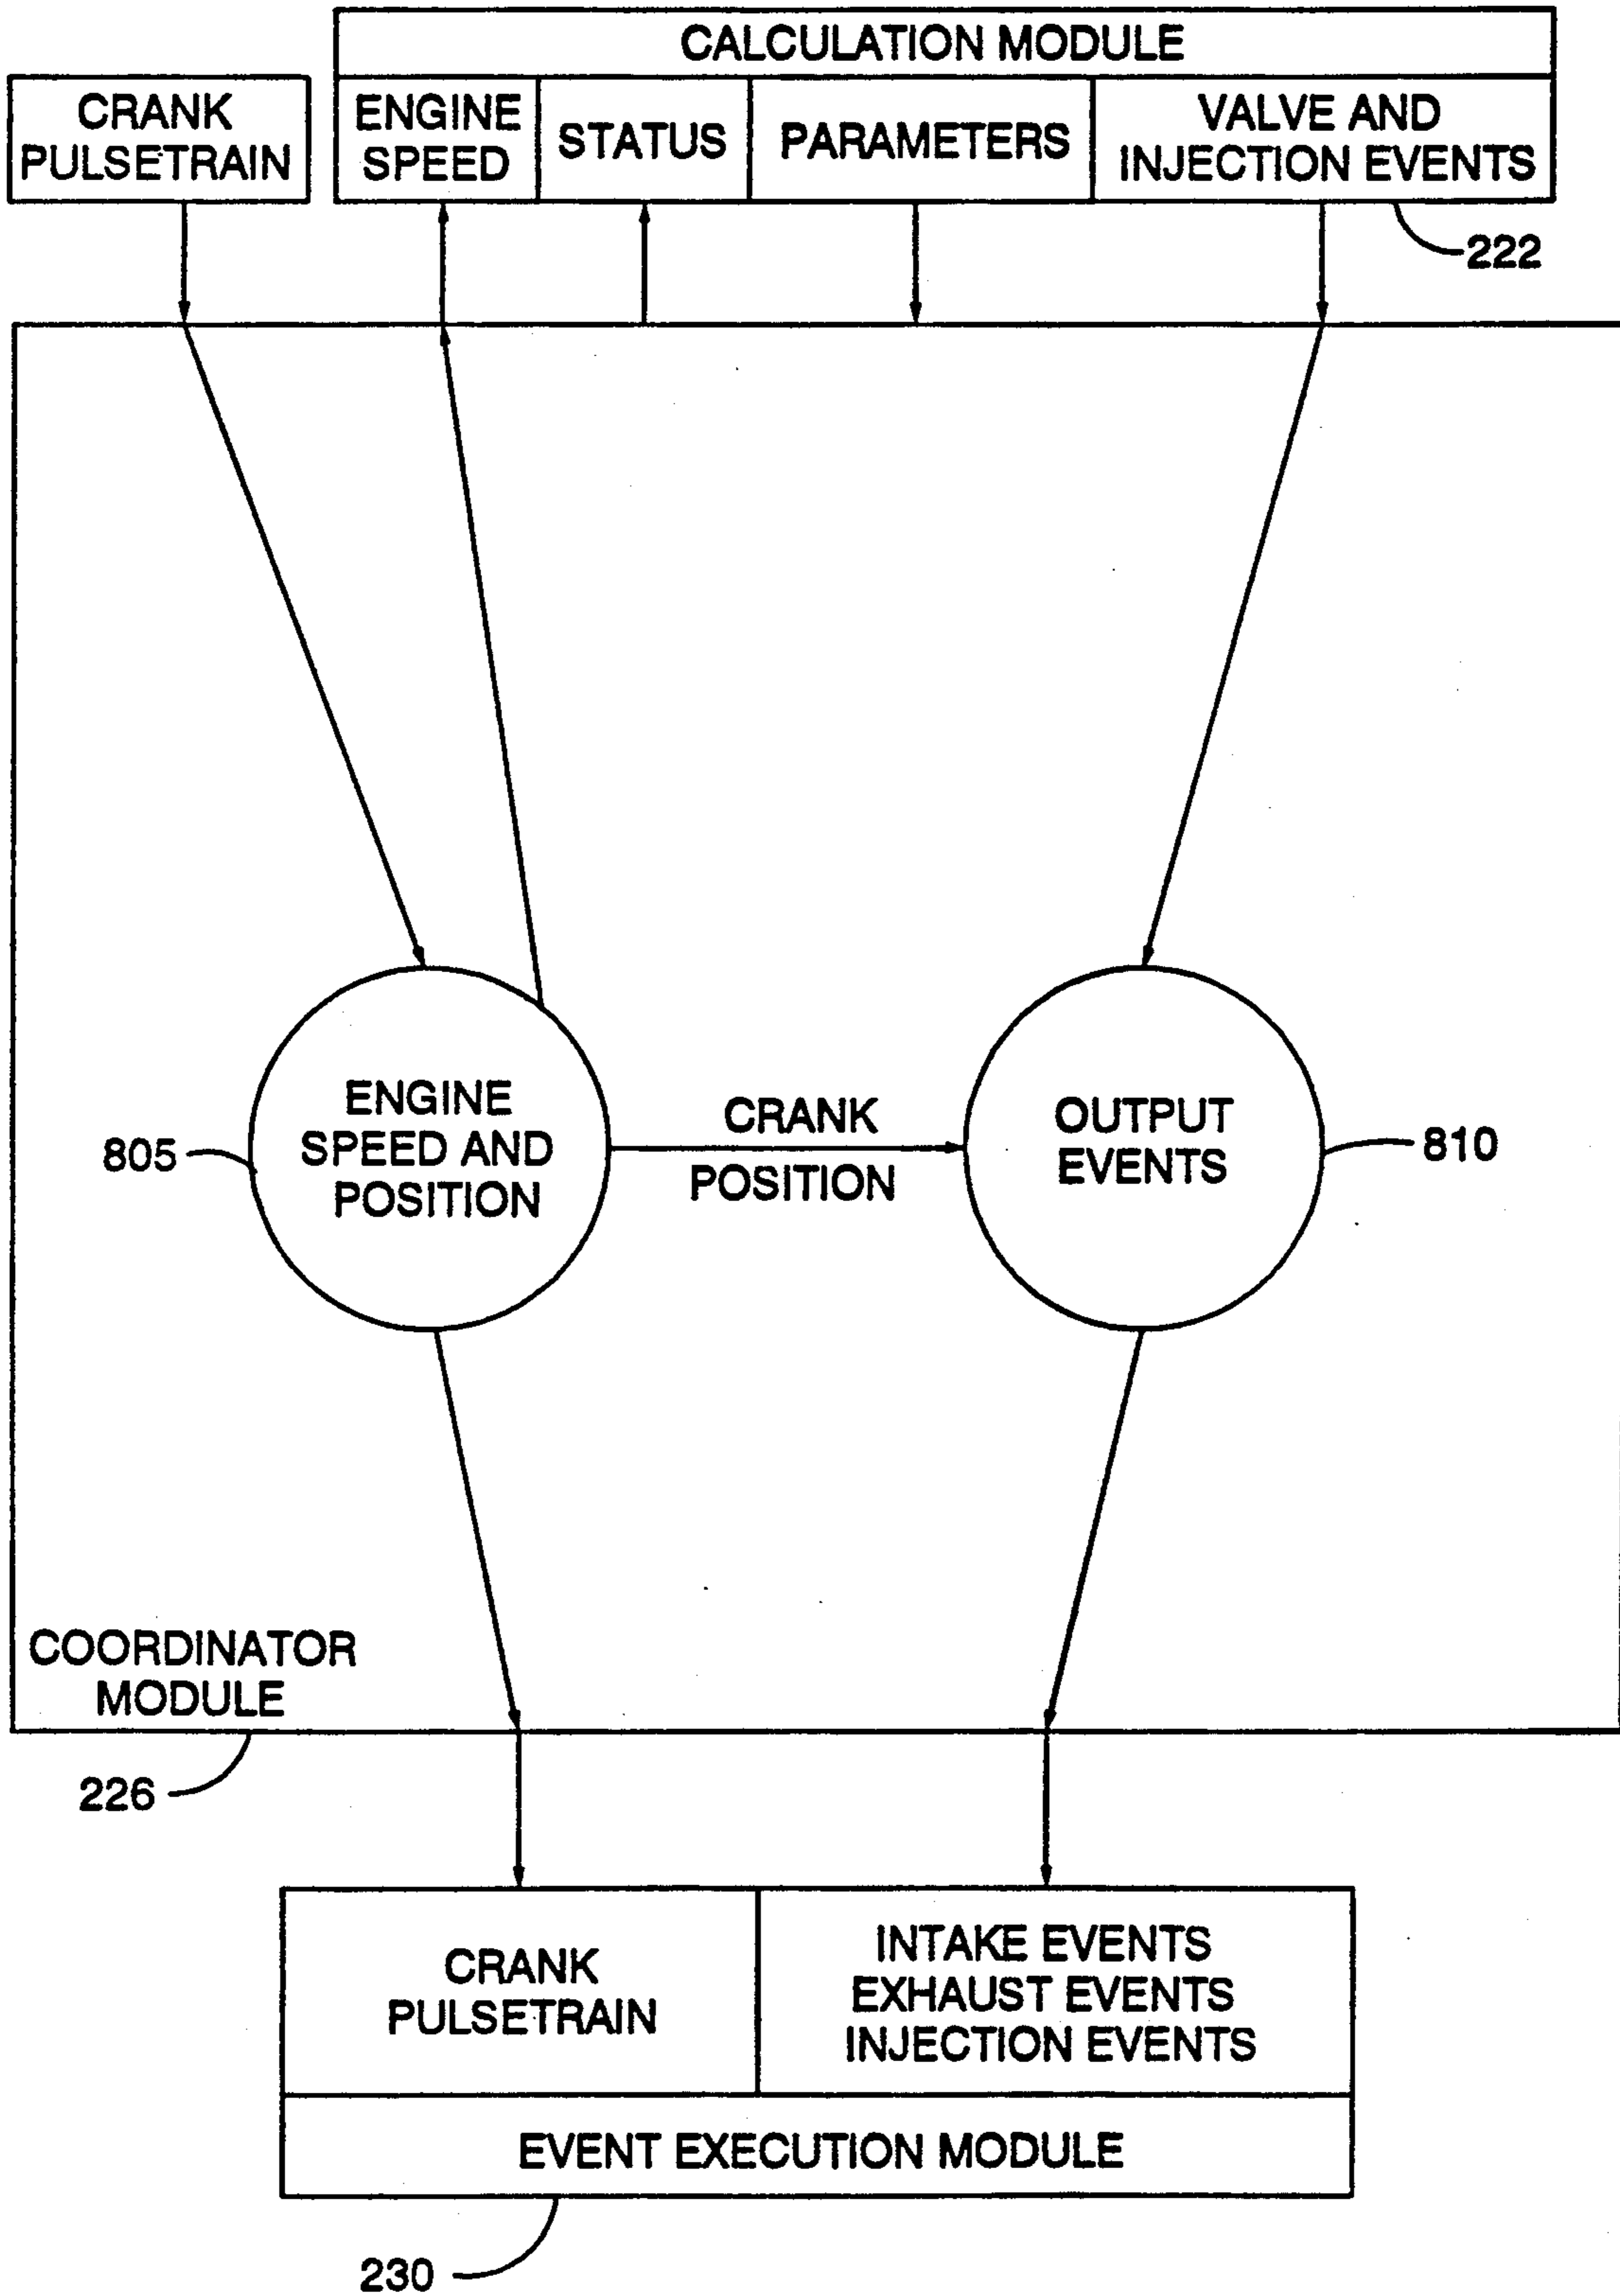 CALCULATION MODULE
CRANK
PULSETRAIN
ENGINE
SPEED
STATUS
PARAMETERS
VALVE AND
INJECTION EVENTS
222
ENGINE
SPEED AND
POSITION
805
CRANK
POSITION
OUTPUT
EVENTS
810
COORDINATOR
MODULE
226
CRANK
PULSETRAIN
INTAKE EVENTS
EXHAUST EVENTS
INJECTION EVENTS
EVENT EXECUTION MODULE
230